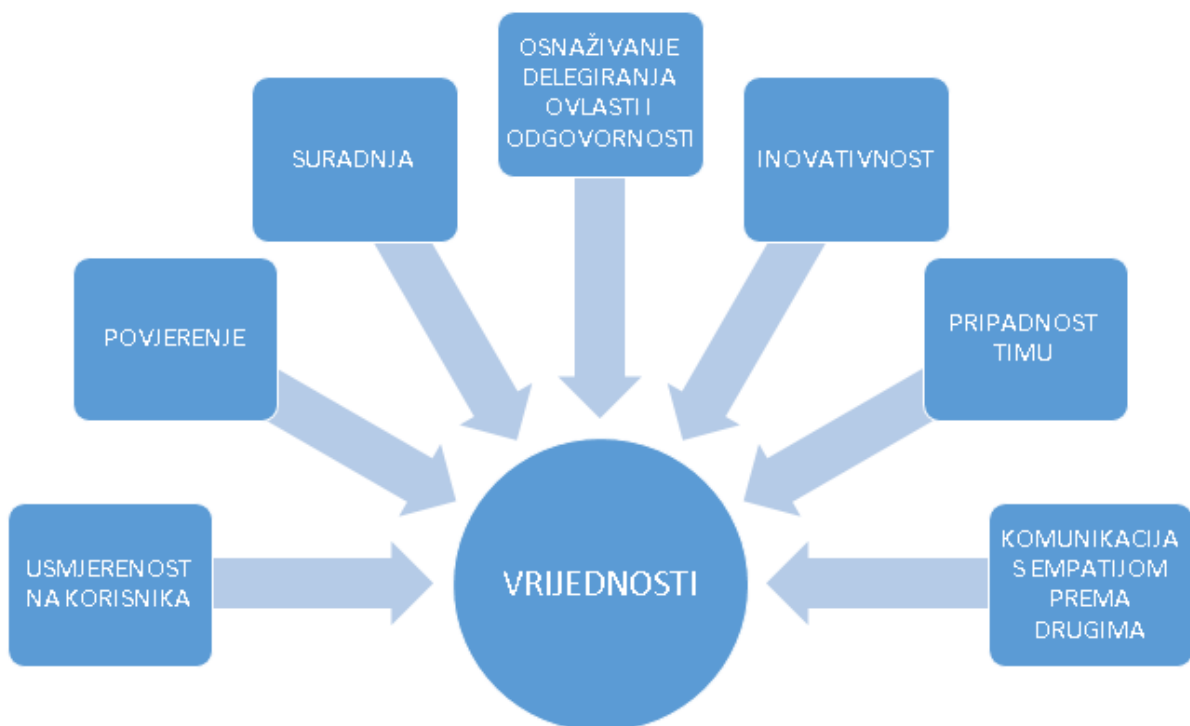 OSNAŽIVANJE
DELEGIRANJA
OVLASTI I
ODGOVORNOSTI
SURADNJA
INOVATIVNOST
POVJERENJE
PRIPADNOST
TIMU
USMJERENOST
NA KORISNIKA
VRIJEDNOSTI
KOMUNIKACIJA
S EMPATIJOM
PREMA
DRUGIMA